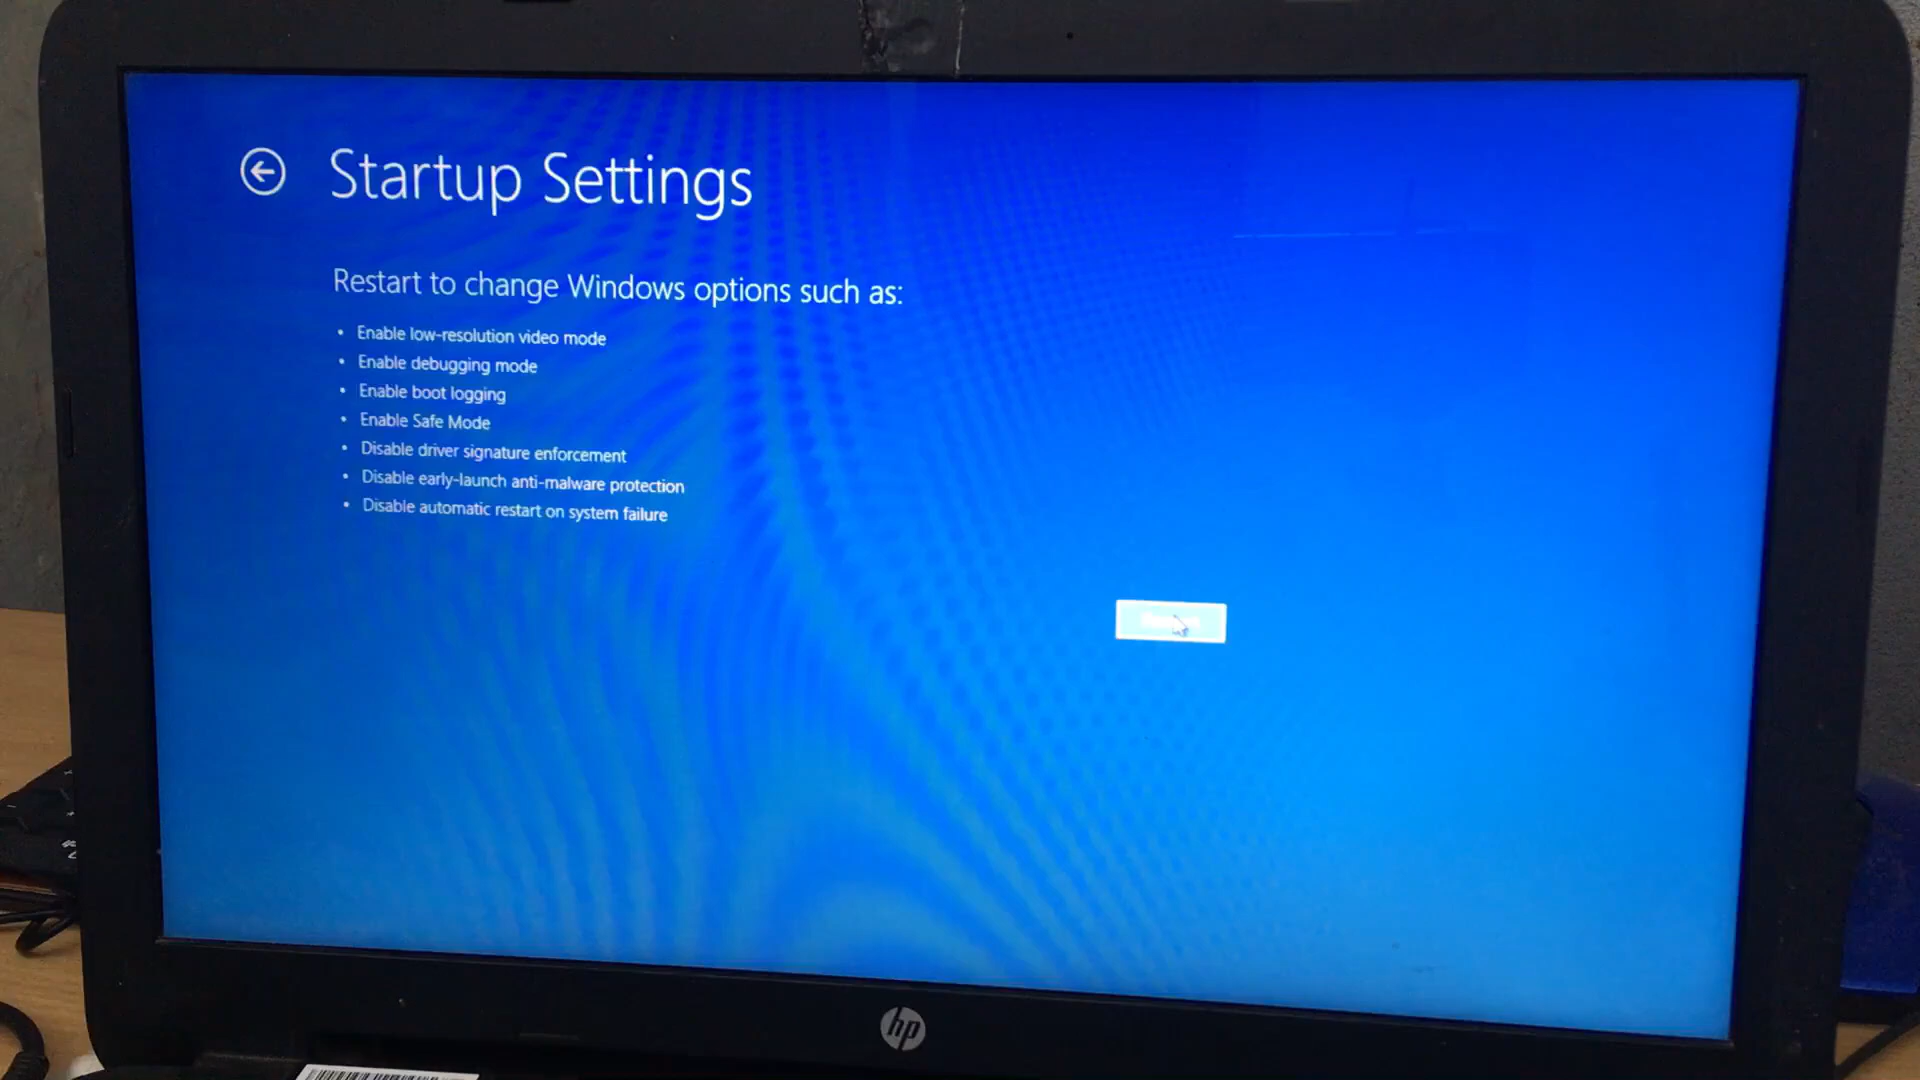 Startup Settings
Restart to change Windows options such as:
• Enable low-resolution video mode
• Enable debugging mode
• Enable boot logging
• Enable Safe Mode
• Disable driver signature enforcement
• Disable early-launch anti-malware protection
• Disable automatic restart on system failure
hp